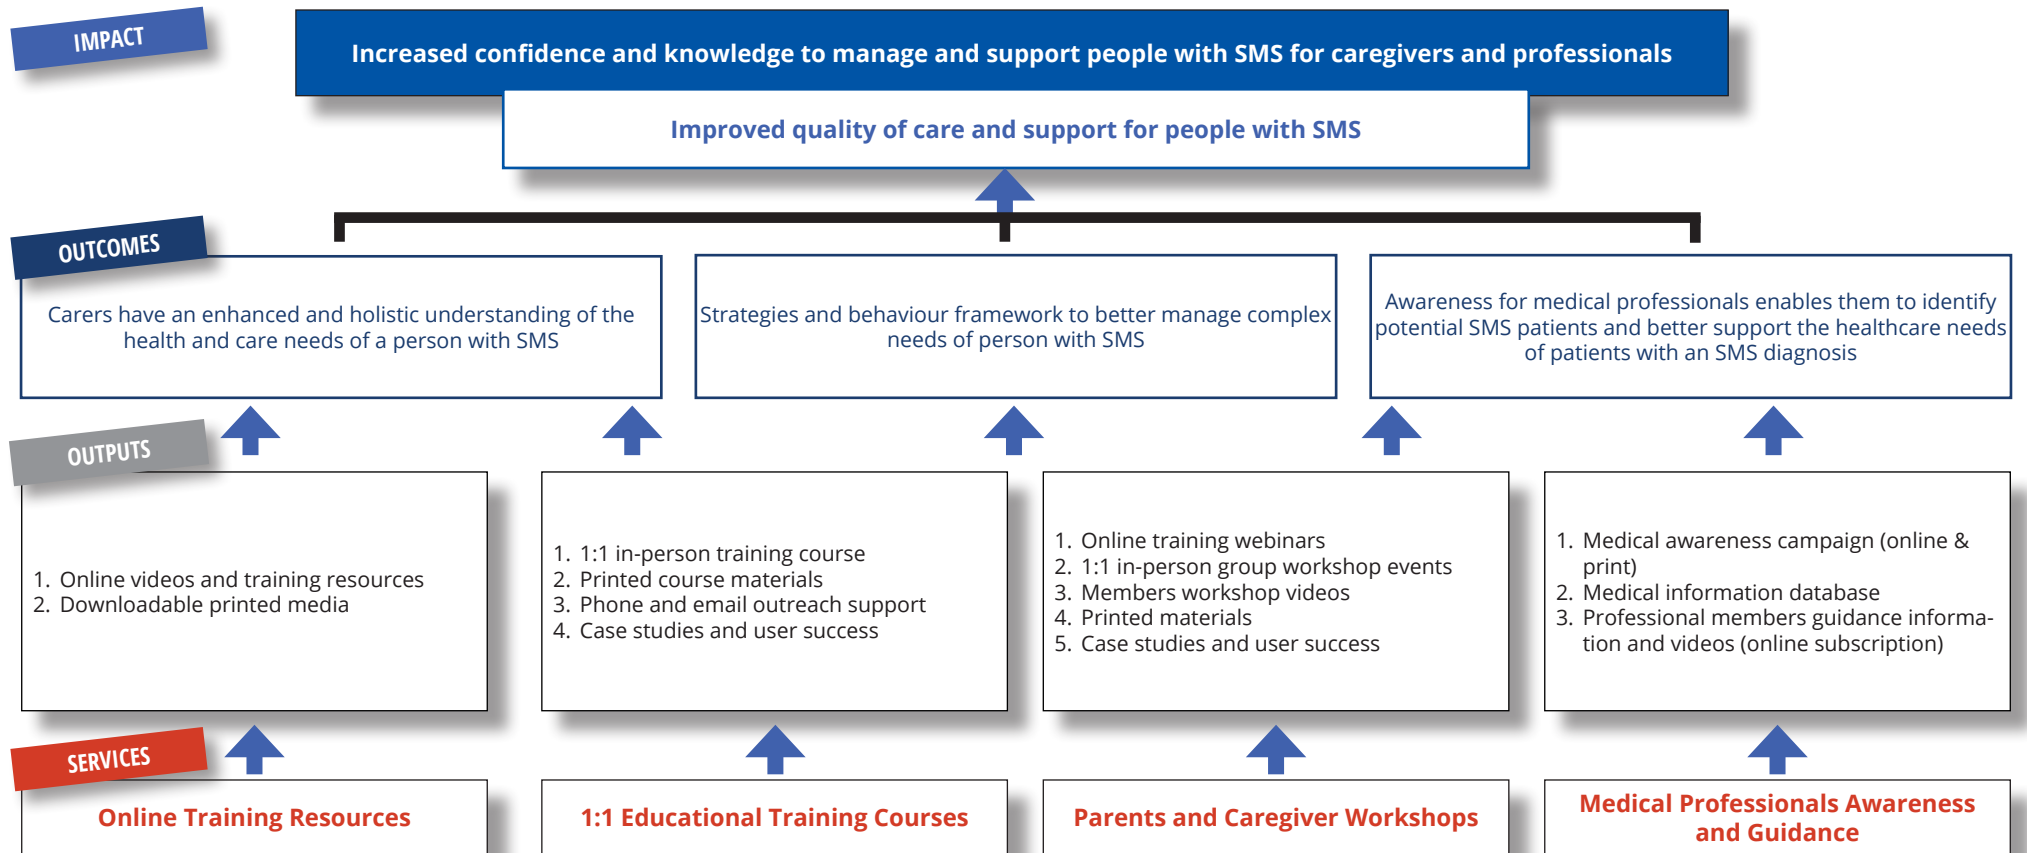 IMPACT
Increased confidence and knowledge to manage and support people with SMS for caregivers and professionals
Improved quality of care and support for people with SMS
OUTCOMES
Carers have an enhanced and holistic understanding of the
health and care needs of a person with SMS
Strategies and behaviour framework to better manage complex
needs of person with SMS
Awareness for medical professionals enables them to identify
potential SMS patients and better support the healthcare needs
of patients with an SMS diagnosis
OUTPUTS
1. Online videos and training resources
2. Downloadable printed media
1. 1:1 in-person training course
2. Printed course materials
3. Phone and email outreach support
4. Case studies and user success
1. Online training webinars
2. 1:1 in-person group workshop events
3. Members workshop videos
4. Printed materials
5. Case studies and user success
1. Medical awareness campaign (online &
print)
2. Medical information database
3. Professional members guidance informa-
tion and videos (online subscription)
SERVICES
Online Training Resources
1:1 Educational Training Courses
Parents and Caregiver Workshops
Medical Professionals Awareness
and Guidance